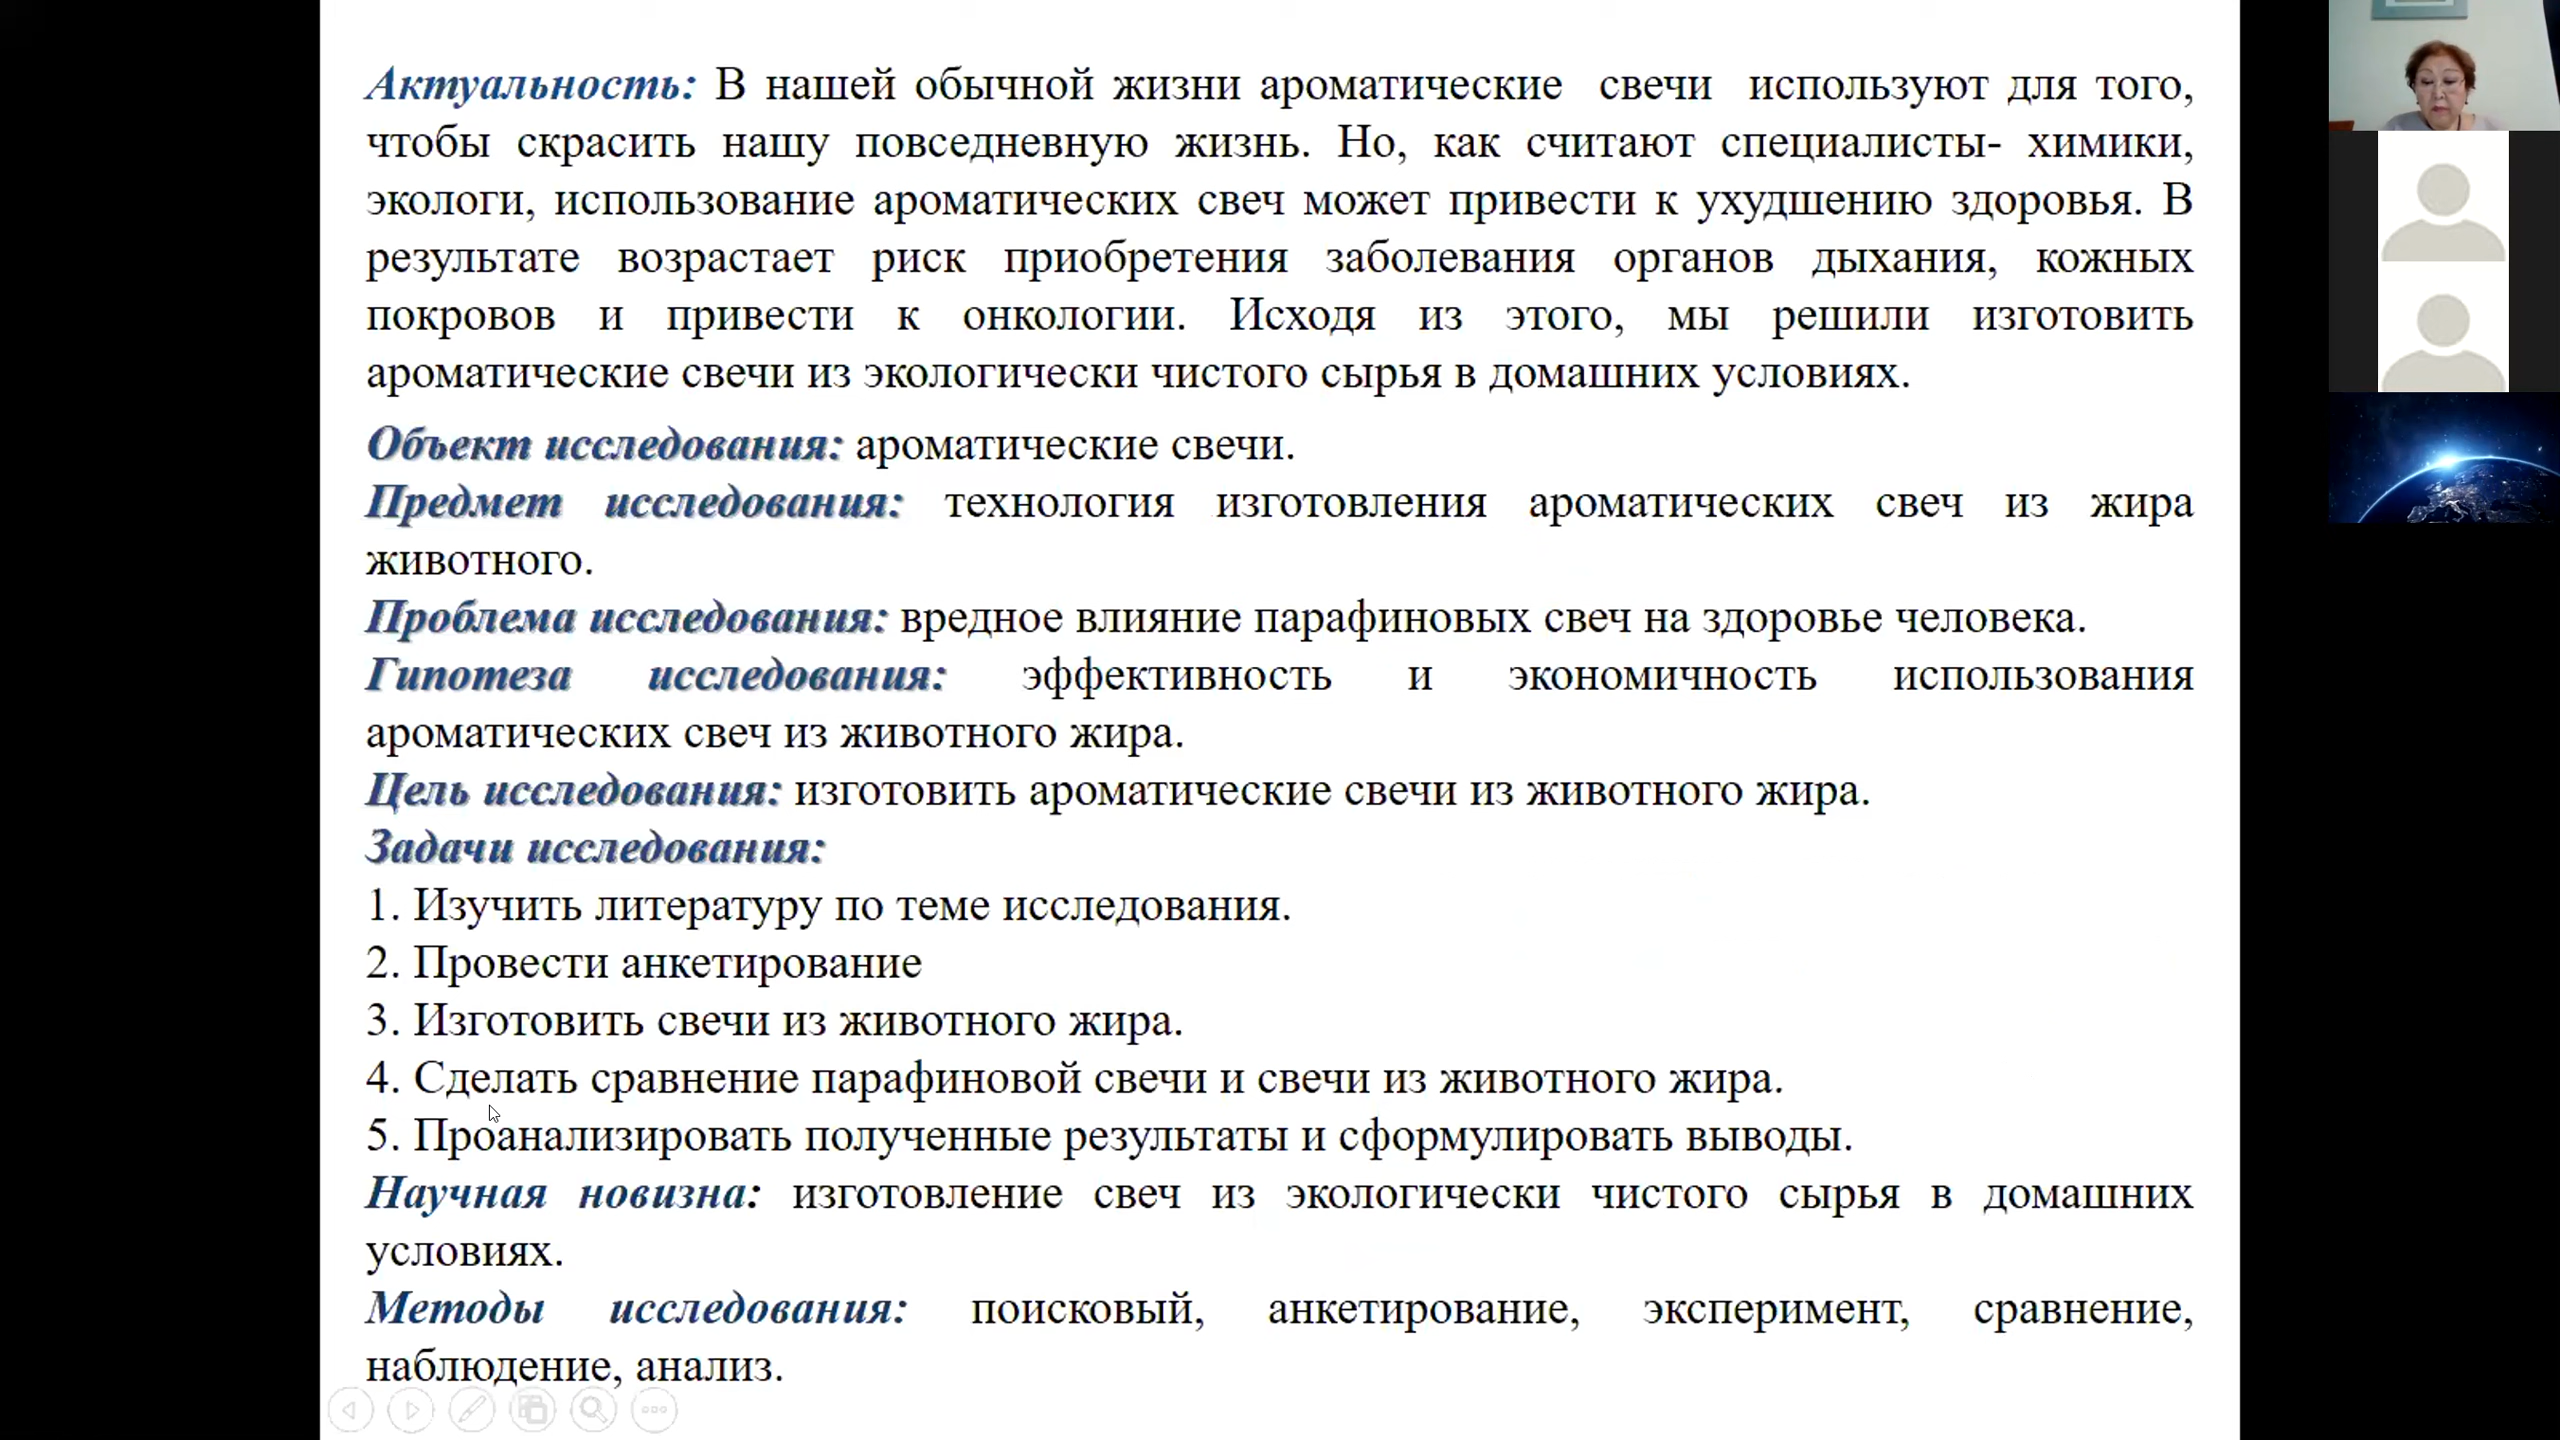 Актуальность: В нашей обычной жизни ароматические свечи используют для того,
чтобы скрасить нашу повседневную жизнь. Но, как считают специалисты- химики,
экологи, использование ароматических свеч может привести к ухудшению здоровья. В
результате возрастает риск приобретения заболевания органов дыхания, кожных
покровов и привести к онкологии. Исходя из этого, мы решили изготовить
ароматические свечи из экологически чистого сырья в домашних условиях.
Объект исследования: ароматические свечи.
Предмет исследования: технология изготовления ароматических свеч из жира
животного.
Проблема исследования: вредное влияние парафиновых свеч на здоровье человека.
Гипотеза исследования: эффективность и экономичность использования
ароматических свеч из животного жира.
Цель исследования: изготовить ароматические свечи из животного жира.
Задачи исследования:
1. Изучить литературу по теме исследования.
2. Провести анкетирование
3. Изготовить свечи из животного жира.
4. Сделать сравнение парафиновой свечи и свечи из животного жира.
5. Проанализировать полученные результаты и сформулировать выводы.
Научная новизна: изготовление свеч из экологически чистого сырья в домашних
условиях.
Методы исследования: поисковый, анкетирование, эксперимент, сравнение,
наблюдение, анализ.